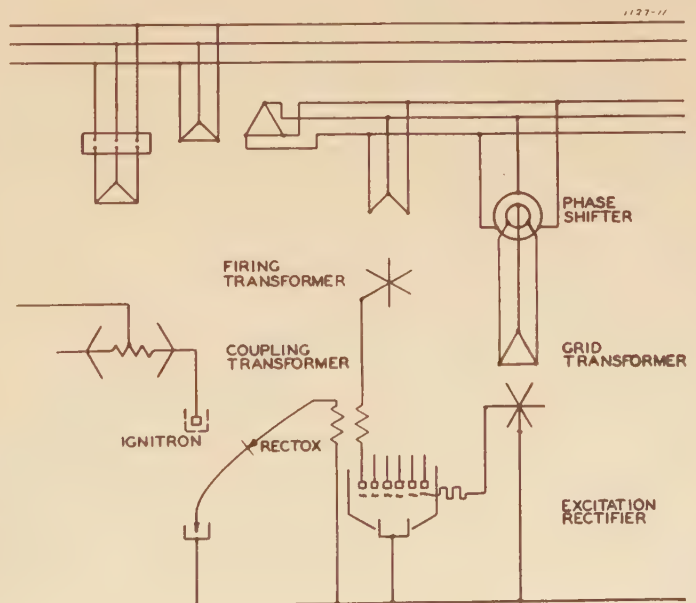 1127-11
PHASE
SHIFTER
FIRING
TRANSFORMER
COUPLING
TRANSFORMER
GRID
TRANSFORMER
IGNITRON
RECTOX
EXCITATION
RECTIFIER